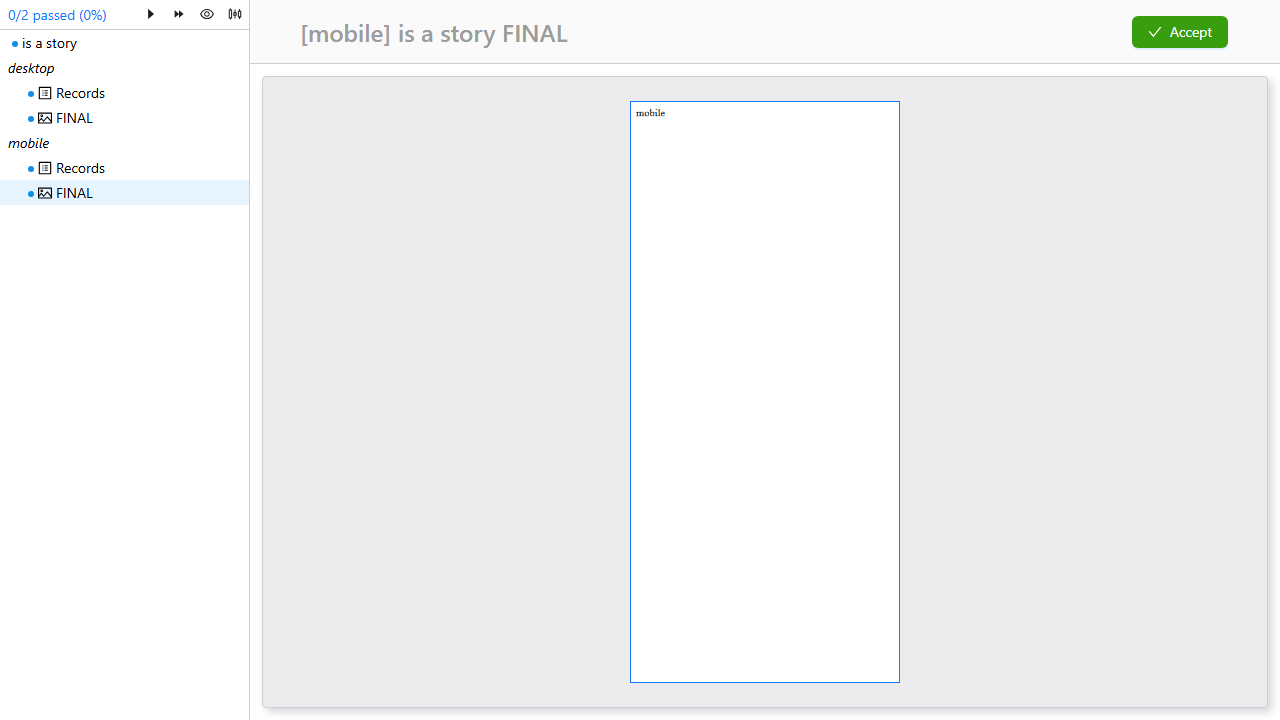 0/2 passed (0%)
is a story
desktop
Records
FINAL
mobile
Records
FINAL
[mobile] is a story FINAL
Accept
mobile